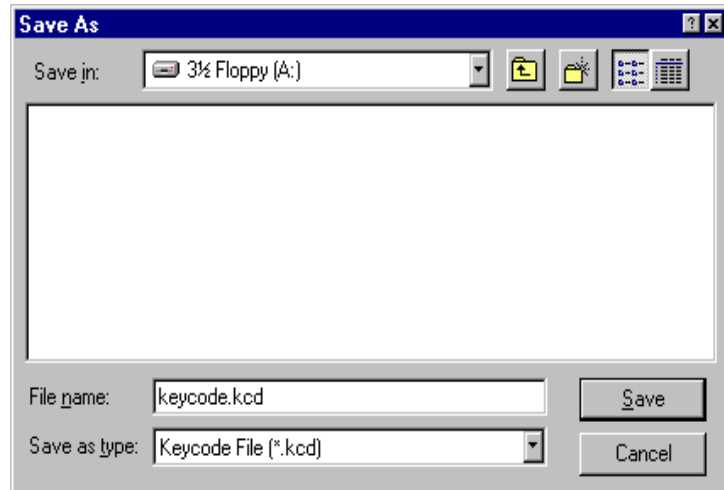 Save As
Save in: 3½ Floppy (A:)
File name: keycode.kcd
Save
Save as type: Keycode File (*.kcd)
Cancel